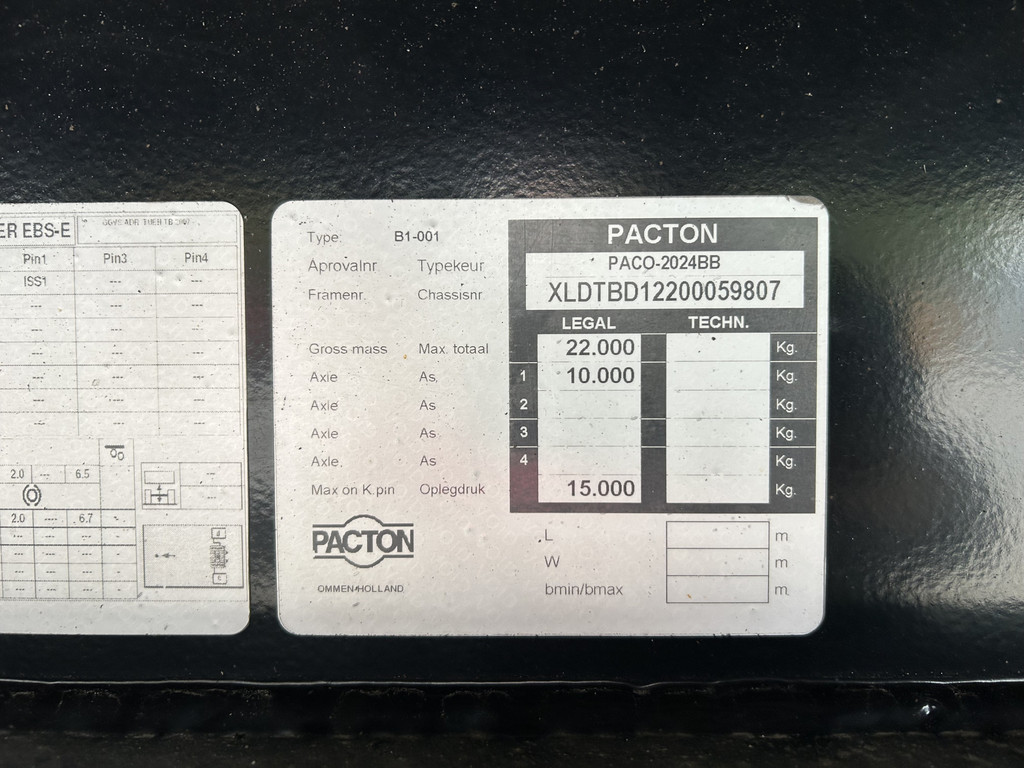 ER EBS-E
Pin1 Pin3 Pin4
ISS1 --- ---
--- --- ---
--- --- ---
--- --- ---
--- --- ---
--- --- ---
--- ---
2.0 --- 6.5
2.0 ---- 6.7 -
Type: B1-001
Aprovalnr Typekeur
Framenr. Chassisnr
Gross mass Max. totaal
Axle As
Axle As
Axle As
Axle As
Max on K.pin Oplegdruk
PACTON
PACO-2024BB
XLDTBD12200059807
LEGAL TECHN.
22.000 Kg.
1 10.000 Kg.
2 Kg.
3 Kg.
4 Kg.
15.000 Kg.
PACTON
OMMEN-HOLLAND
L m
W m
bmin/bmax m